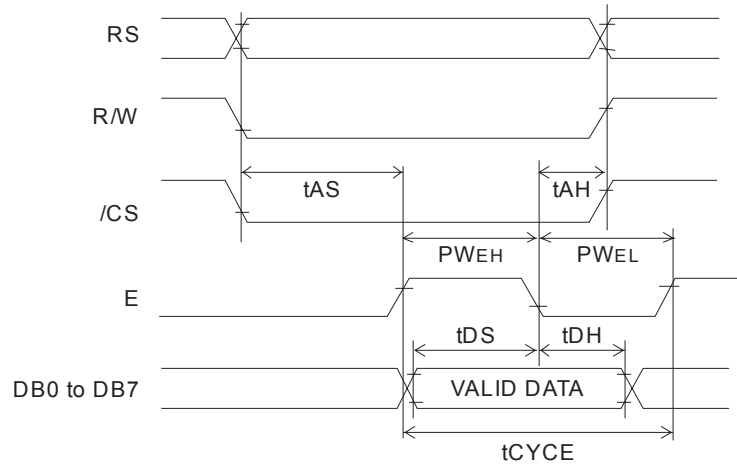 RS
R/W
tAS
tAH
/CS
PWEH
PWEL
E
tDS
tDH
DB0 to DB7
VALID DATA
tCYCE